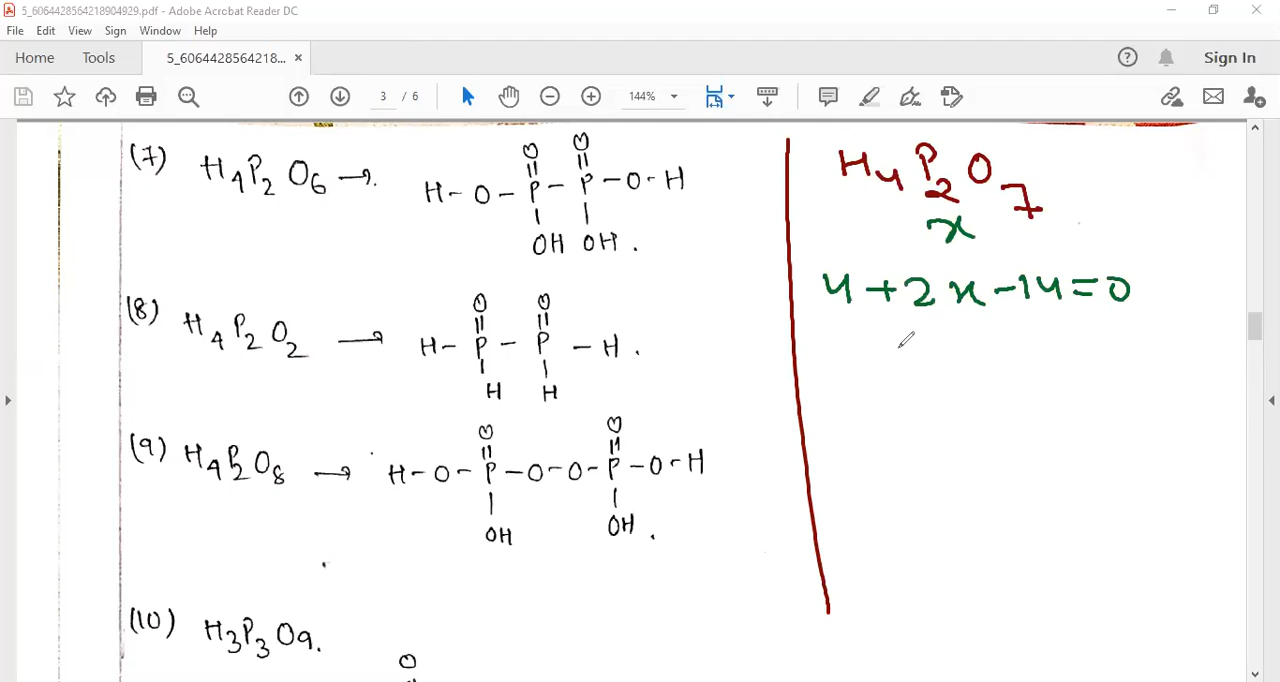 5_6064428564218904929.pdf - Adobe Acrobat Reader DC
File Edit View Sign Window Help
Home Tools 5_6064428564218... × Sign In
3 / 6 144%
(7) H4P2O6 →
O O
H-O-P-P-O-H
OH OH .
(8) H4P2O2 →
O O
H-P-P-H .
H H
(9) H4P2O8 →
O O
H-O-P-O-O-P-O-H
OH OH .
(10) H3P3O9.
O
H4P2O7
x
4+2x-14=0